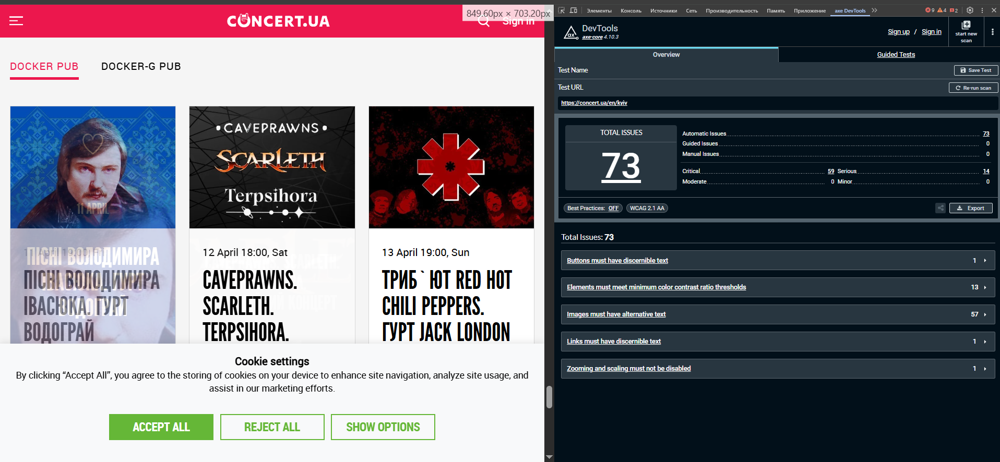 CONCERT.UA
849.60px × 703.20px
Sign in
DOCKER PUB
DOCKER-G PUB
11 APRIL
ПІСНІ ВОЛОДИМИРА
ПІСНІ ВОЛОДИМИРА
ІВАСЮКА. ГУРТ
ВОДОГРАЙ
• CAVEPRAWNS •
SCARLETH
Terpsihora
12 April 18:00, Sat
CAVEPRAWNS.
SCARLETH.
TERPSIHORA.
13 April 19:00, Sun
ТРИБ`ЮТ RED HOT
CHILI PEPPERS.
ГУРТ JACK LONDON
Cookie settings
By clicking “Accept All”, you agree to the storing of cookies on your device to enhance site navigation, analyze site usage, and
assist in our marketing efforts.
ACCEPT ALL
REJECT ALL
SHOW OPTIONS
Элементы Консоль Источники Сеть Производительность Память Приложение axe DevTools
9 4 2
ax
DevTools
axe-core 4.10.3
Sign up / Sign in
start new
scan
Overview
Guided Tests
Test Name
Save Test
Test URL
Re-run scan
https://concert.ua/en/kyiv
TOTAL ISSUES
73
Automatic Issues 73
Guided Issues 0
Manual Issues 0
Critical 59 Serious 14
Moderate 0 Minor 0
Best Practices: OFF
WCAG 2.1 AA
Export
Total Issues: 73
Buttons must have discernible text 1
Elements must meet minimum color contrast ratio thresholds 13
Images must have alternative text 57
Links must have discernible text 1
Zooming and scaling must not be disabled 1